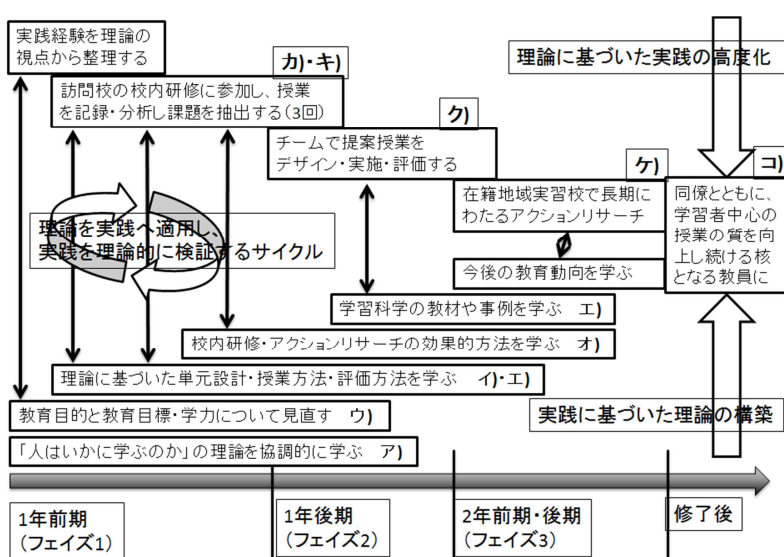 実践経験を理論の
視点から整理する
カ)・キ)
理論に基づいた実践の高度化
訪問校の校内研修に参加し、授業
を記録・分析し課題を抽出する(3回)
ク)
チームで提案授業を
デザイン・実施・評価する
ケ)
コ)
在籍地域実習校で長期に
わたるアクションリサーチ
同僚とともに、
学習者中心の
授業の質を向
上し続ける核
となる教員に
理論を実践へ適用し、
実践を理論的に検証するサイクル
今後の教育動向を学ぶ
学習科学の教材や事例を学ぶ エ)
校内研修・アクションリサーチの効果的方法を学ぶ オ)
理論に基づいた単元設計・授業方法・評価方法を学ぶ イ)・エ)
教育目的と教育目標・学力について見直す ウ)
実践に基づいた理論の構築
「人はいかに学ぶのか」の理論を協調的に学ぶ ア)
1年前期
(フェイズ1)
1年後期
(フェイズ2)
2年前期・後期
(フェイズ3)
修了後